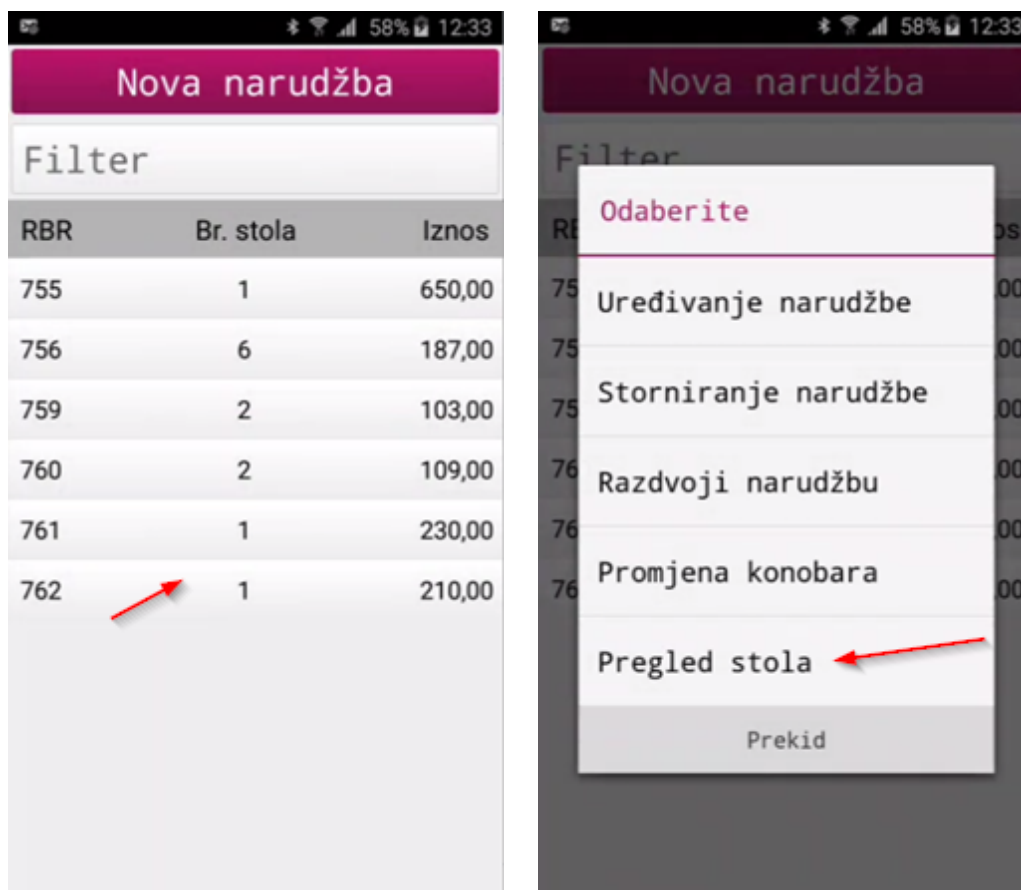 58% 12:33
Nova narudžba
Filter
RBR Br. stola Iznos
755 1 650,00
756 6 187,00
759 2 103,00
760 2 109,00
761 1 230,00
762 1 210,00
58% 12:33
Nova narudžba
Filter
Odaberite
Uređivanje narudžbe
Storniranje narudžbe
Razdvoji narudžbu
Promjena konobara
Pregled stola
Prekid